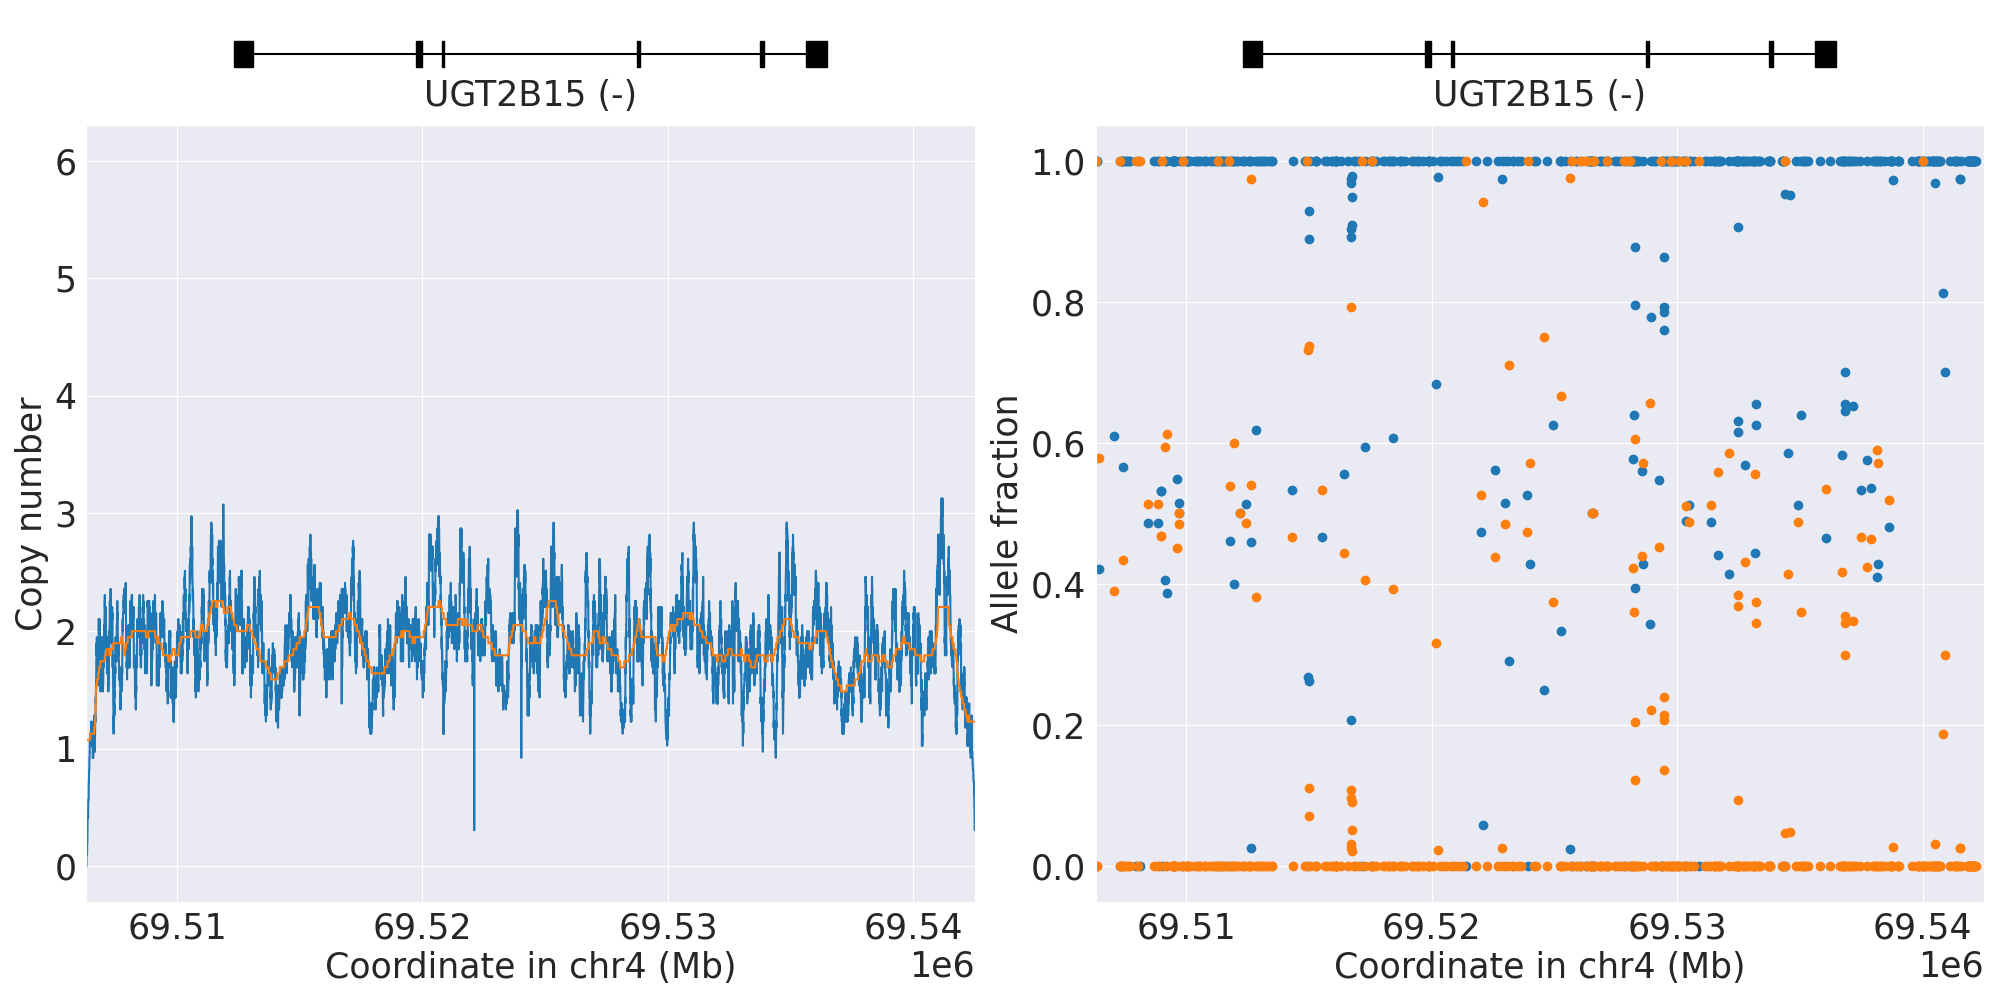 UGT2B15 (-)
UGT2B15 (-)
Copy number
6
5
4
3
2
1
0
69.51 69.52 69.53 69.54
Coordinate in chr4 (Mb) 1e6
Allele fraction
1.0
0.8
0.6
0.4
0.2
0.0
69.51 69.52 69.53 69.54
Coordinate in chr4 (Mb) 1e6